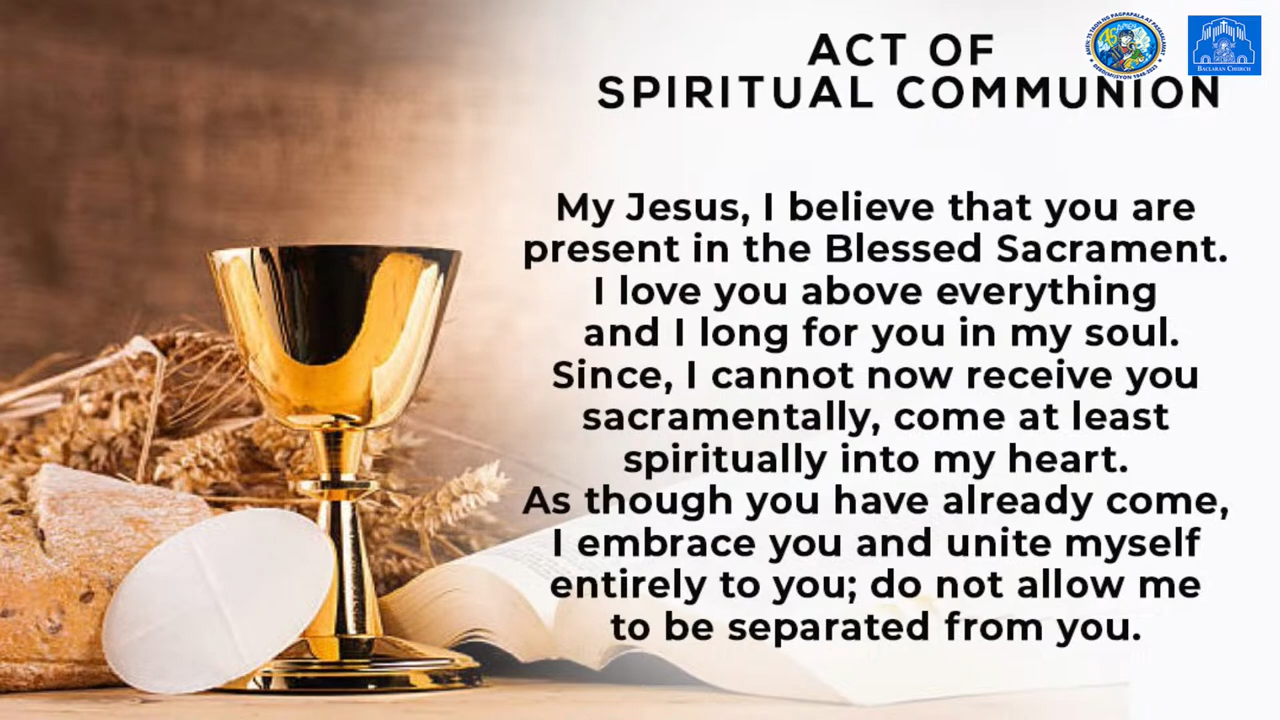 ACT OF
SPIRITUAL COMMUNION
BACLARAN CHURCH
My Jesus, I believe that you are
present in the Blessed Sacrament.
I love you above everything
and I long for you in my soul.
Since, I cannot now receive you
sacramentally, come at least
spiritually into my heart.
As though you have already come,
I embrace you and unite myself
entirely to you; do not allow me
to be separated from you.